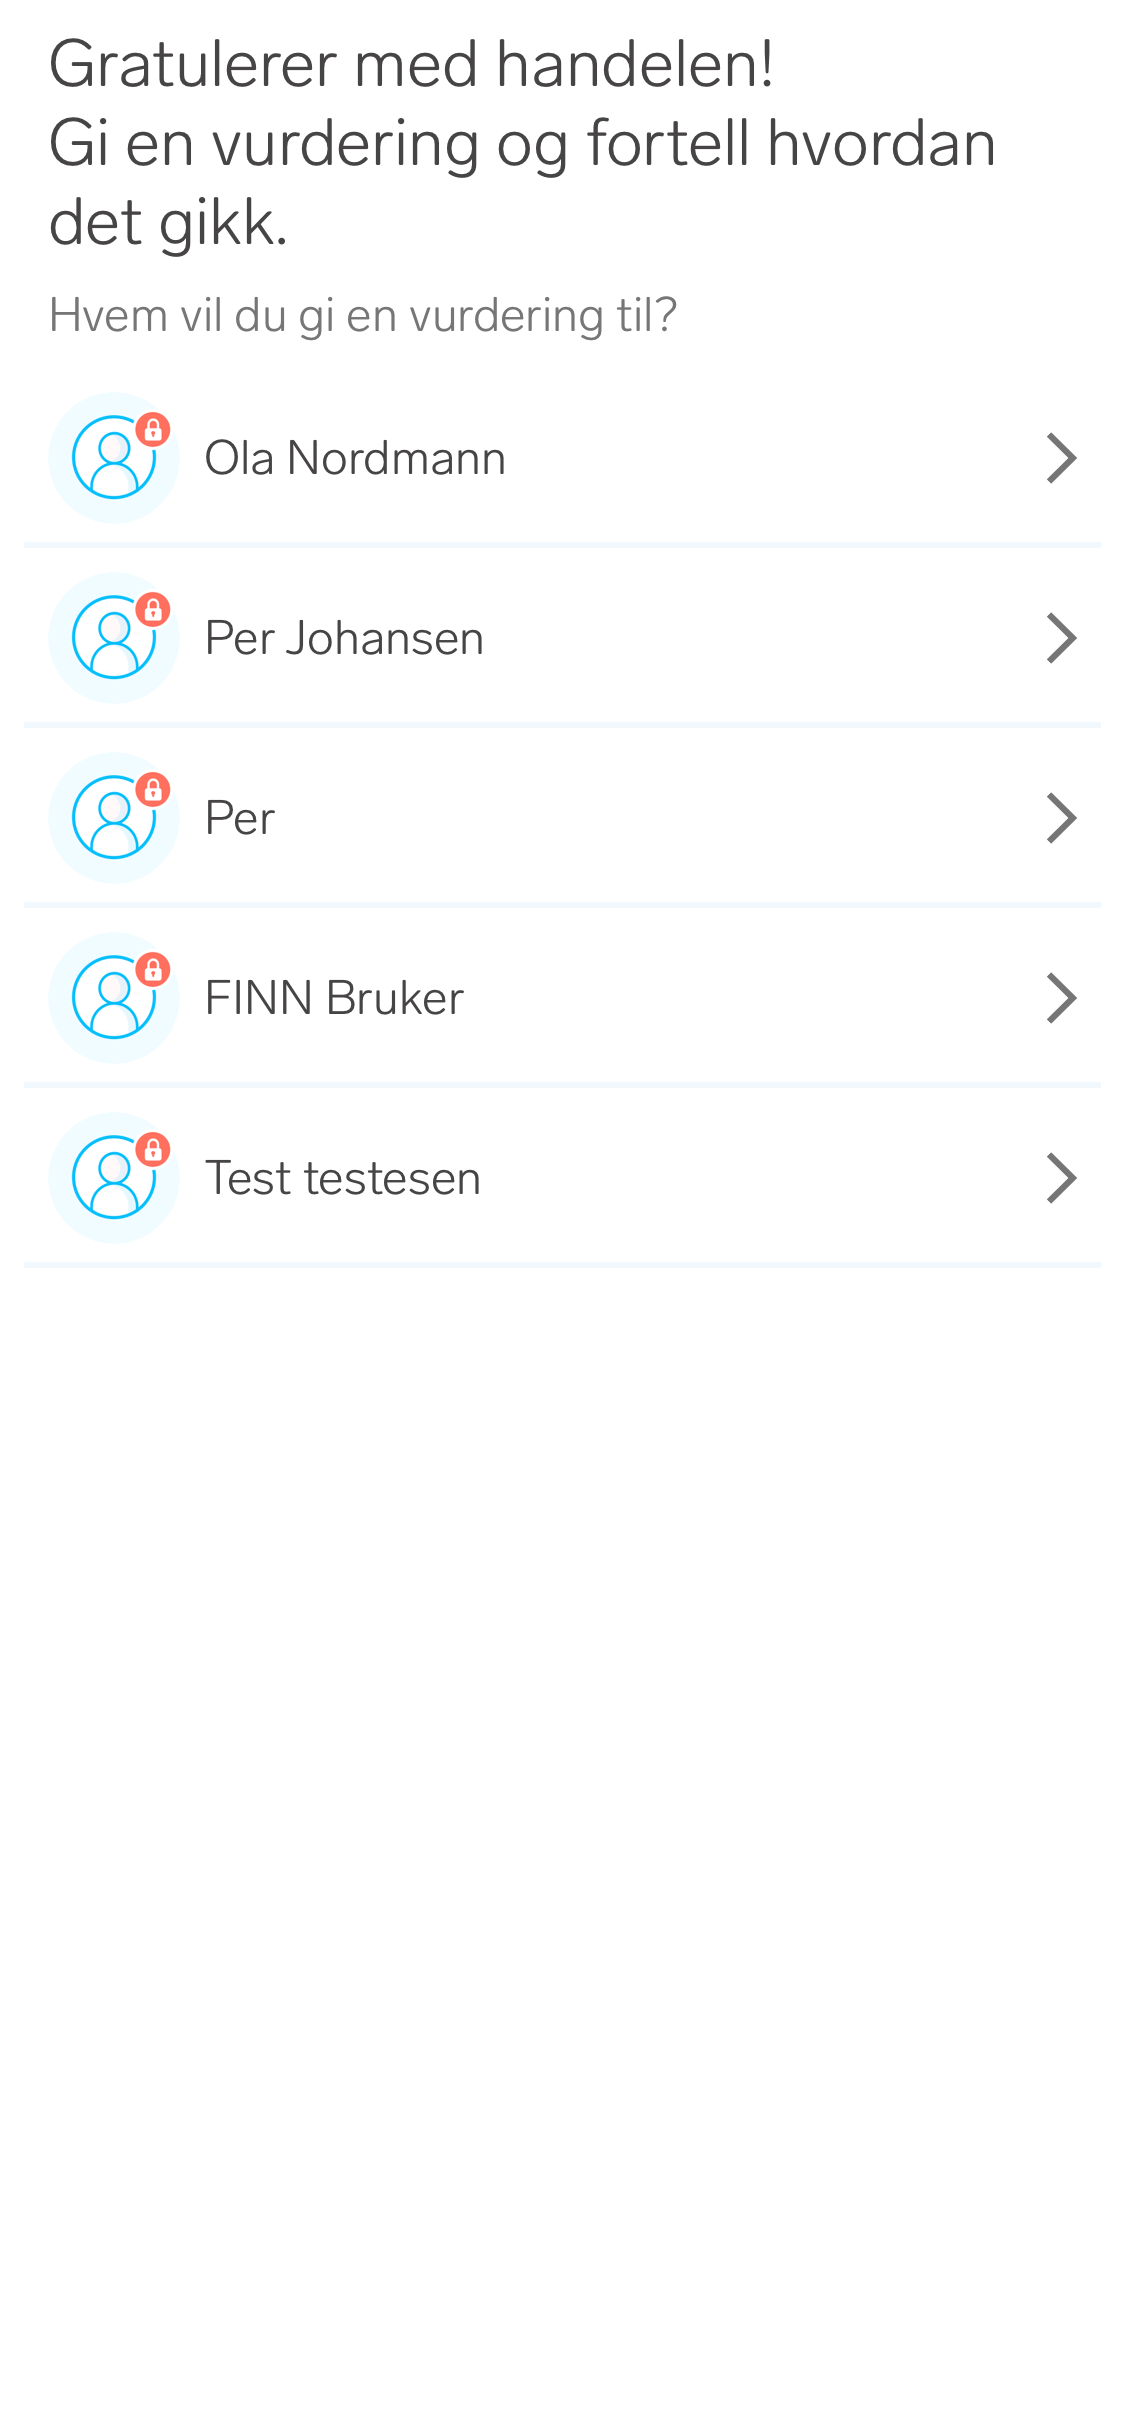 Gratulerer med handelen!
Gi en vurdering og fortell hvordan
det gikk.
Hvem vil du gi en vurdering til?
Ola Nordmann
Per Johansen
Per
FINN Bruker
Test testesen